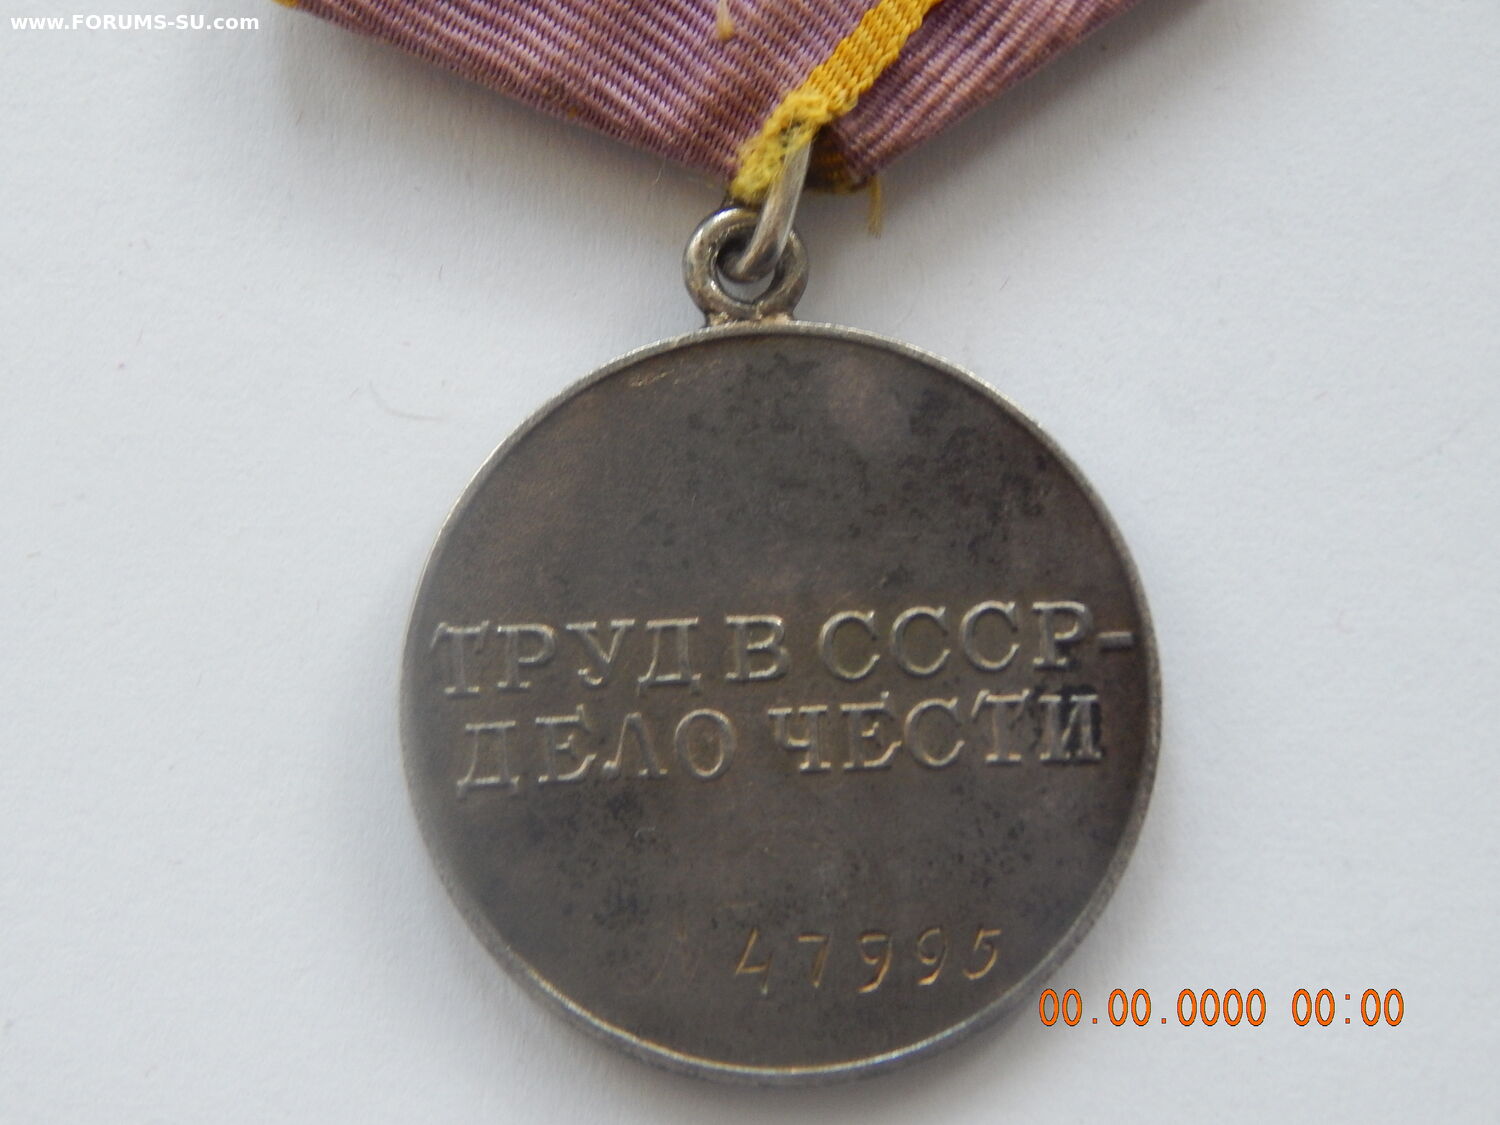 www.FORUMS-SU.com
ТРУД В СССР-
ДЕЛО ЧЕСТИ
N 47995
00.00.0000 00:00